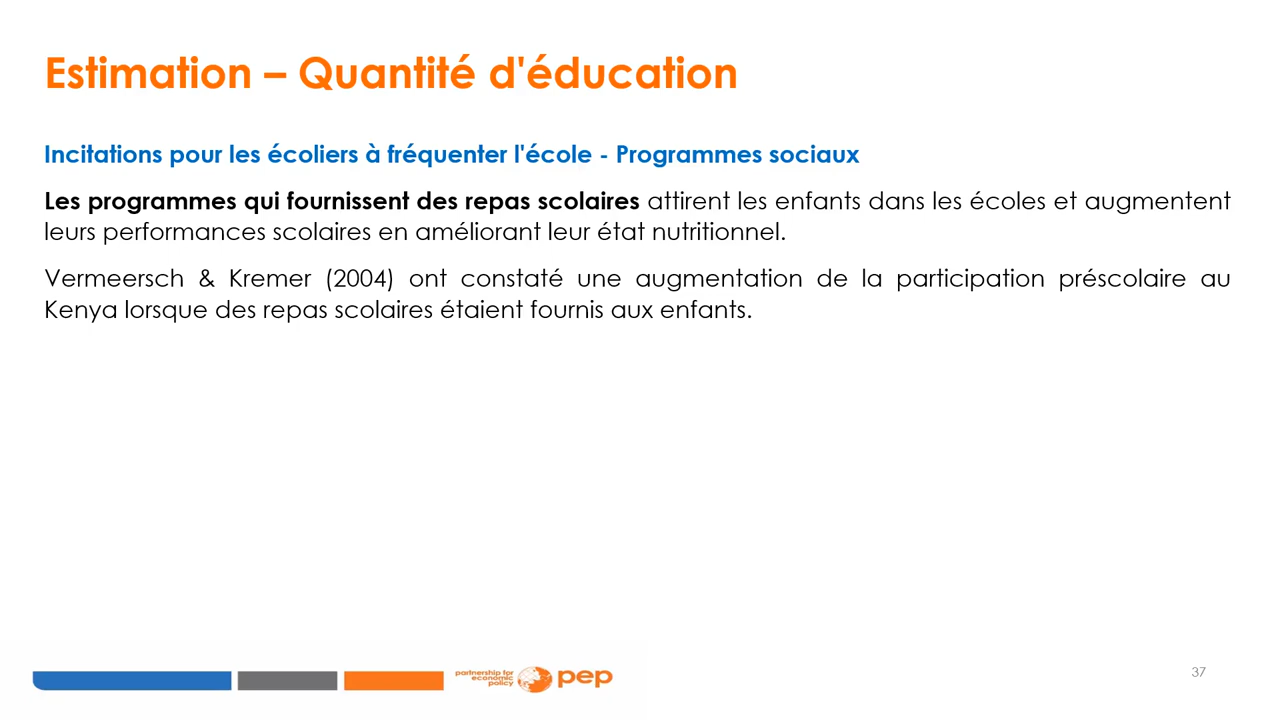 Estimation – Quantité d'éducation
Incitations pour les écoliers à fréquenter l'école - Programmes sociaux
Les programmes qui fournissent des repas scolaires attirent les enfants dans les écoles et augmentent
leurs performances scolaires en améliorant leur état nutritionnel.
Vermeersch & Kremer (2004) ont constaté une augmentation de la participation préscolaire au
Kenya lorsque des repas scolaires étaient fournis aux enfants.
partnership for
economic
policy
pep
37